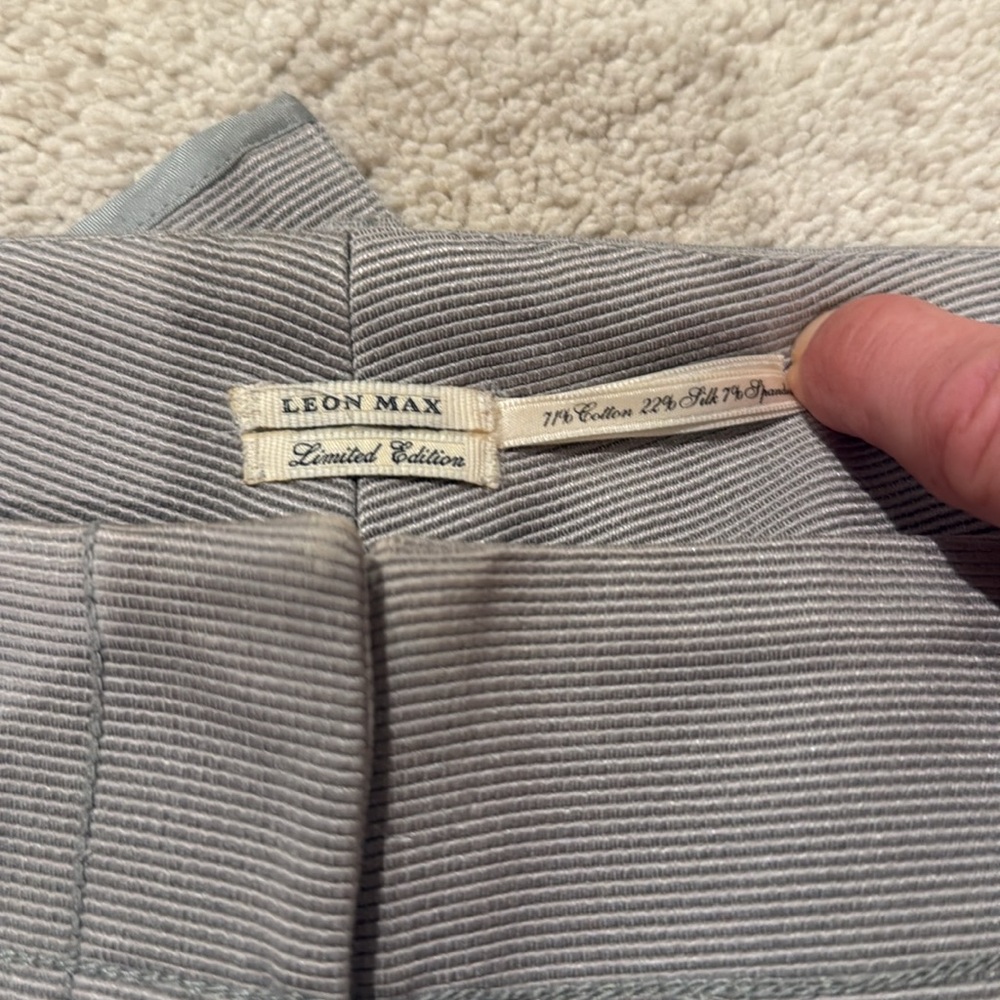 LEON MAX
Limited Edition
71% Cotton 22% Silk 7%